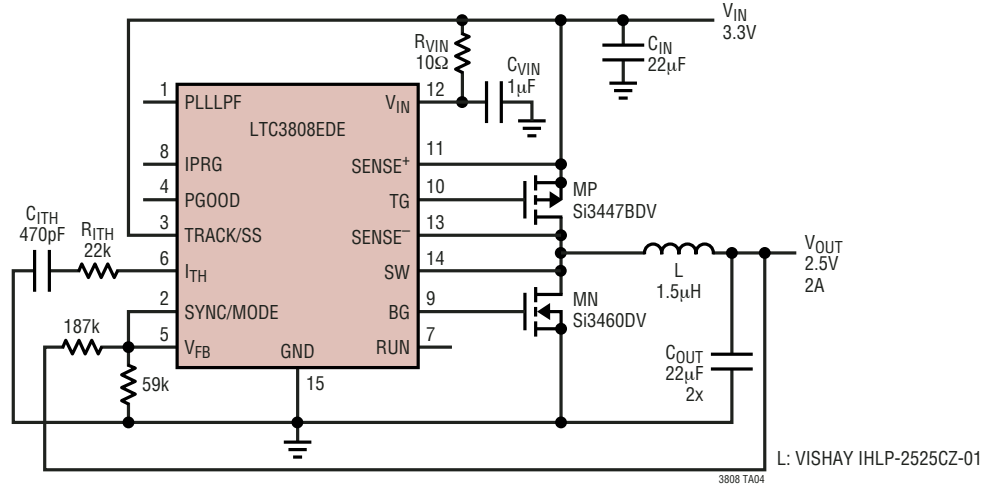 VIN
3.3V
RVIN
10Ω
CVIN
1µF
CIN
22µF
1
PLLLPF
VIN
12
LTC3808EDE
8
IPRG
SENSE+
11
4
PGOOD
TG
10
MP
Si3447BDV
CITH
470pF
RITH
22k
3
TRACK/SS
SENSE–
13
6
ITH
SW
14
L
1.5µH
VOUT
2.5V
2A
2
SYNC/MODE
BG
9
MN
Si3460DV
187k
5
VFB
GND
RUN
7
59k
15
COUT
22µF
2x
L: VISHAY IHLP-2525CZ-01
3808 TA04